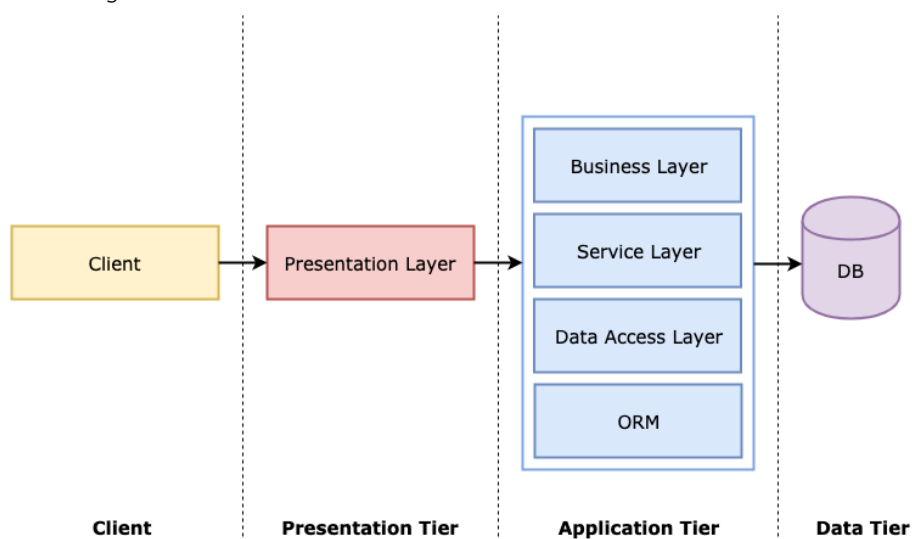 Client
Presentation Layer
Business Layer
Service Layer
Data Access Layer
ORM
DB
Client
Presentation Tier
Application Tier
Data Tier